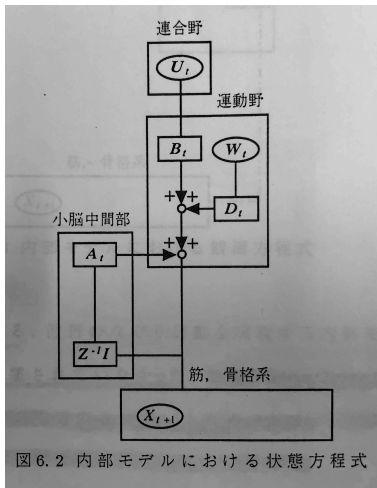 連合野
U_t
運動野
B_t
W_t
+ +
D_t
小脳中間部
+
A_t
Z⁻¹I
筋，骨格系
X_{t+1}
図6.2 内部モデルにおける状態方程式